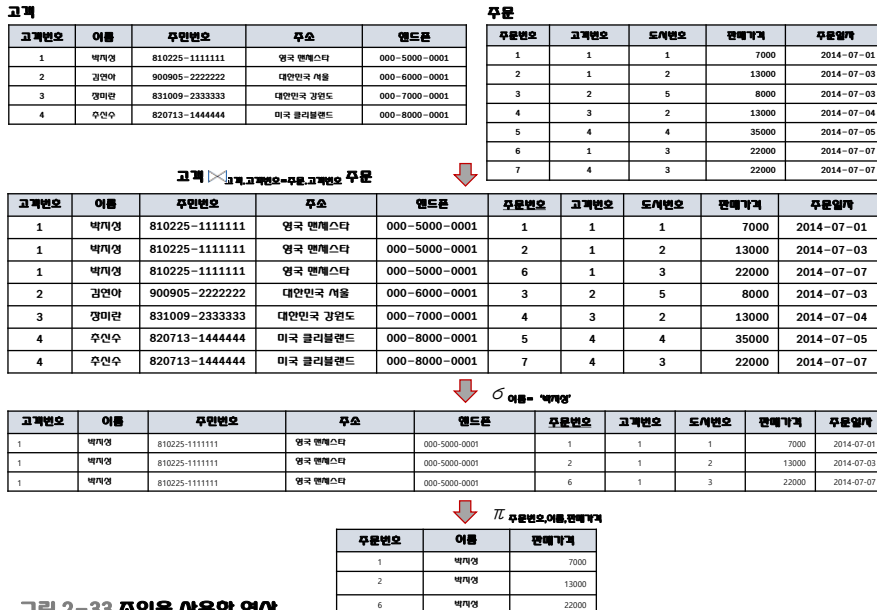 고객
고객번호 이름 주민번호 주소 핸드폰
1 박지성 810225-1111111 영국 맨체스타 000-5000-0001
2 김연아 900905-2222222 대한민국 서울 000-6000-0001
3 장미란 831009-2333333 대한민국 강원도 000-7000-0001
4 추신수 820713-1444444 미국 클리블랜드 000-8000-0001
주문
주문번호 고객번호 도서번호 판매가격 주문일자
1 1 1 7000 2014-07-01
2 1 2 13000 2014-07-03
3 2 5 8000 2014-07-03
4 3 2 13000 2014-07-04
5 4 4 35000 2014-07-05
6 1 3 22000 2014-07-07
7 4 3 22000 2014-07-07
고객 ⋈ 고객.고객번호=주문.고객번호 주문
고객번호 이름 주민번호 주소 핸드폰 주문번호 고객번호 도서번호 판매가격 주문일자
1 박지성 810225-1111111 영국 맨체스타 000-5000-0001 1 1 1 7000 2014-07-01
1 박지성 810225-1111111 영국 맨체스타 000-5000-0001 2 1 2 13000 2014-07-03
1 박지성 810225-1111111 영국 맨체스타 000-5000-0001 6 1 3 22000 2014-07-07
2 김연아 900905-2222222 대한민국 서울 000-6000-0001 3 2 5 8000 2014-07-03
3 장미란 831009-2333333 대한민국 강원도 000-7000-0001 4 3 2 13000 2014-07-04
4 추신수 820713-1444444 미국 클리블랜드 000-8000-0001 5 4 4 35000 2014-07-05
4 추신수 820713-1444444 미국 클리블랜드 000-8000-0001 7 4 3 22000 2014-07-07
σ 이름= ‘박지성’
고객번호 이름 주민번호 주소 핸드폰 주문번호 고객번호 도서번호 판매가격 주문일자
1 박지성 810225-1111111 영국 맨체스타 000-5000-0001 1 1 1 7000 2014-07-01
1 박지성 810225-1111111 영국 맨체스타 000-5000-0001 2 1 2 13000 2014-07-03
1 박지성 810225-1111111 영국 맨체스타 000-5000-0001 6 1 3 22000 2014-07-07
π 주문번호,이름,판매가격
주문번호 이름 판매가격
1 박지성 7000
2 박지성 13000
6 박지성 22000
그림 2-33 조인을 사용한 연산